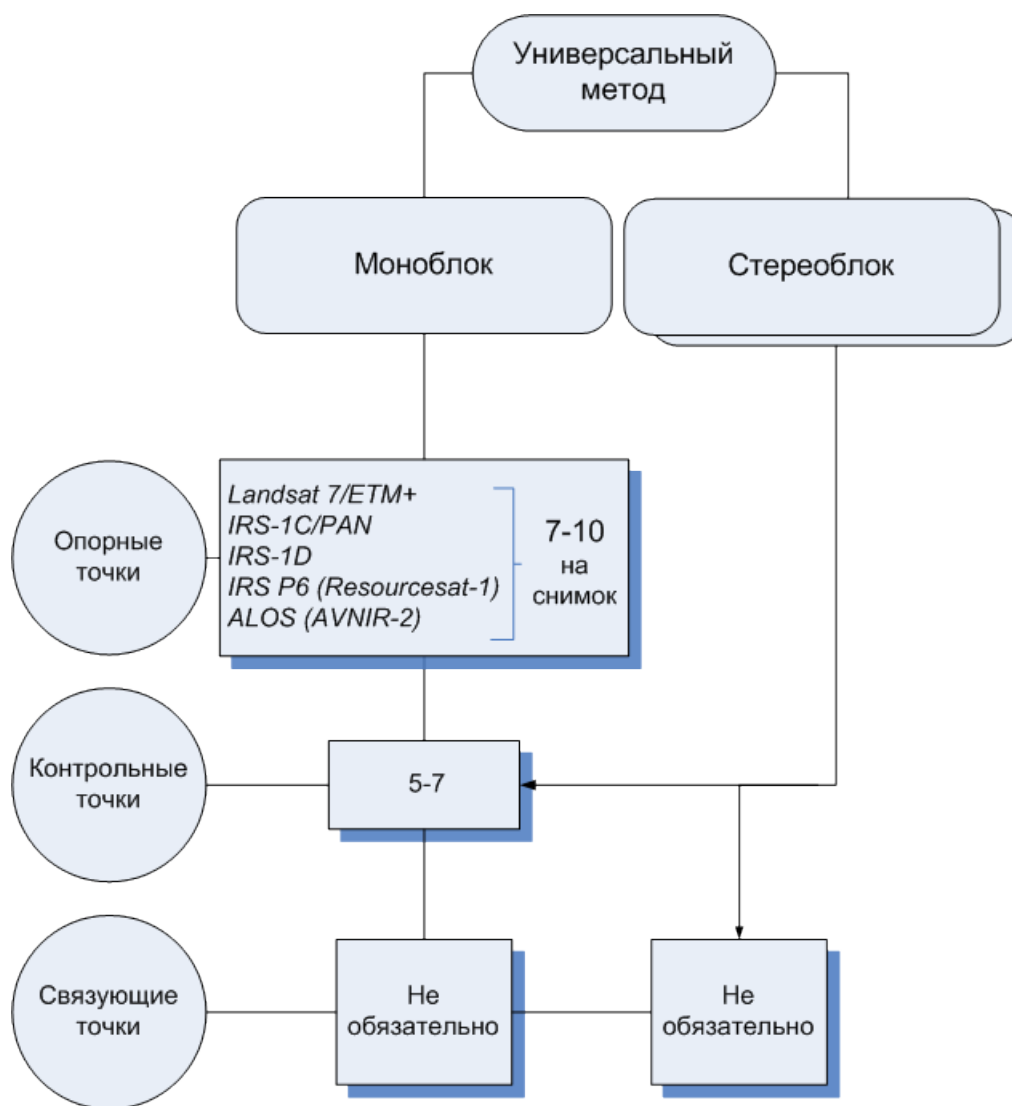 Универсальный
метод
Моноблок
Стереоблок
Опорные
точки
Landsat 7/ETM+
IRS-1C/PAN
IRS-1D
IRS P6 (Resourcesat-1)
ALOS (AVNIR-2)
7-10
на
снимок
Контрольные
точки
5-7
Связующие
точки
Не
обязательно
Не
обязательно